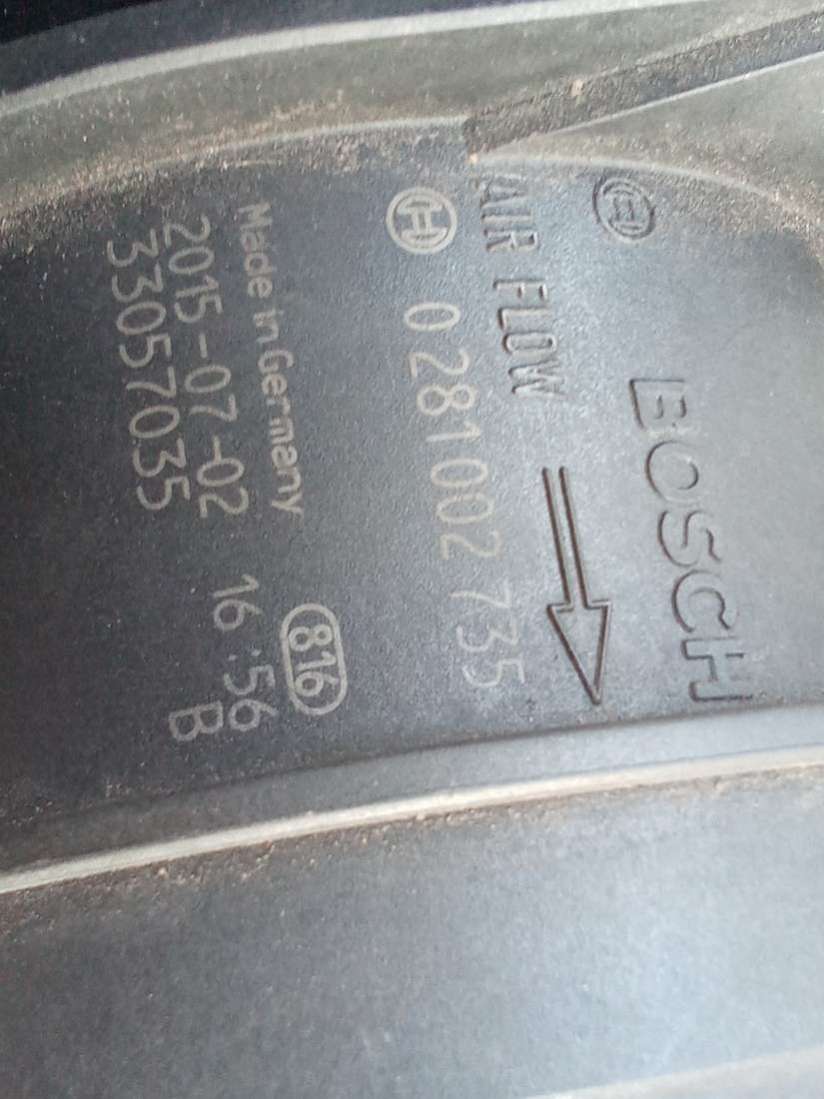 BOSCH
AIR FLOW
0 281 002 735
816
Made in Germany
2015-07-02 16:56
33057035 B